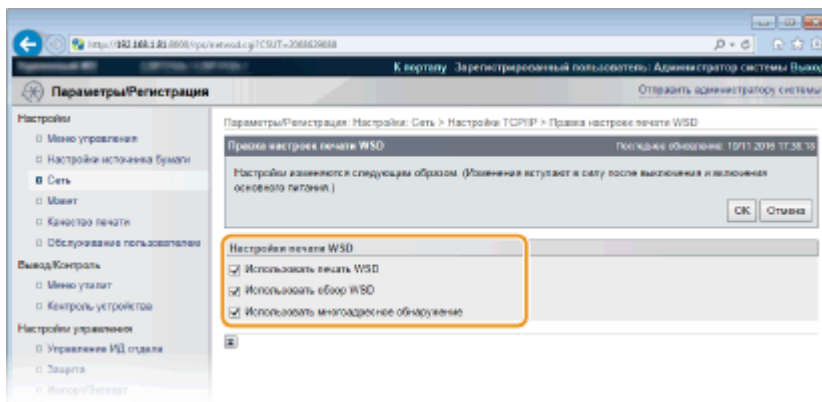 К порталу Зарегистрированный пользователь: Администратор системы Выход
Параметры/Регистрация
Отправить администратору системы
Настройки
Меню управления
Настройки источника бумаги
Сеть
Макет
Качество печати
Обслуживание пользователем
Вывод/Контроль
Меню утилит
Контроль устройства
Настройки управления
Управление ИД отдела
Защита
Импорт/Экспорт
Параметры/Регистрация: Настройки: Сеть > Настройки TCP/IP > Правка настроек печати WSD
Правка настроек печати WSD
Последнее обновление: 10/11 2016 17:38:18
Настройки изменяются следующим образом. (Изменения вступают в силу после выключения и включения
основного питания.)
OK Отмена
Настройки печати WSD
Использовать печать WSD
Использовать обзор WSD
Использовать многоадресное обнаружение